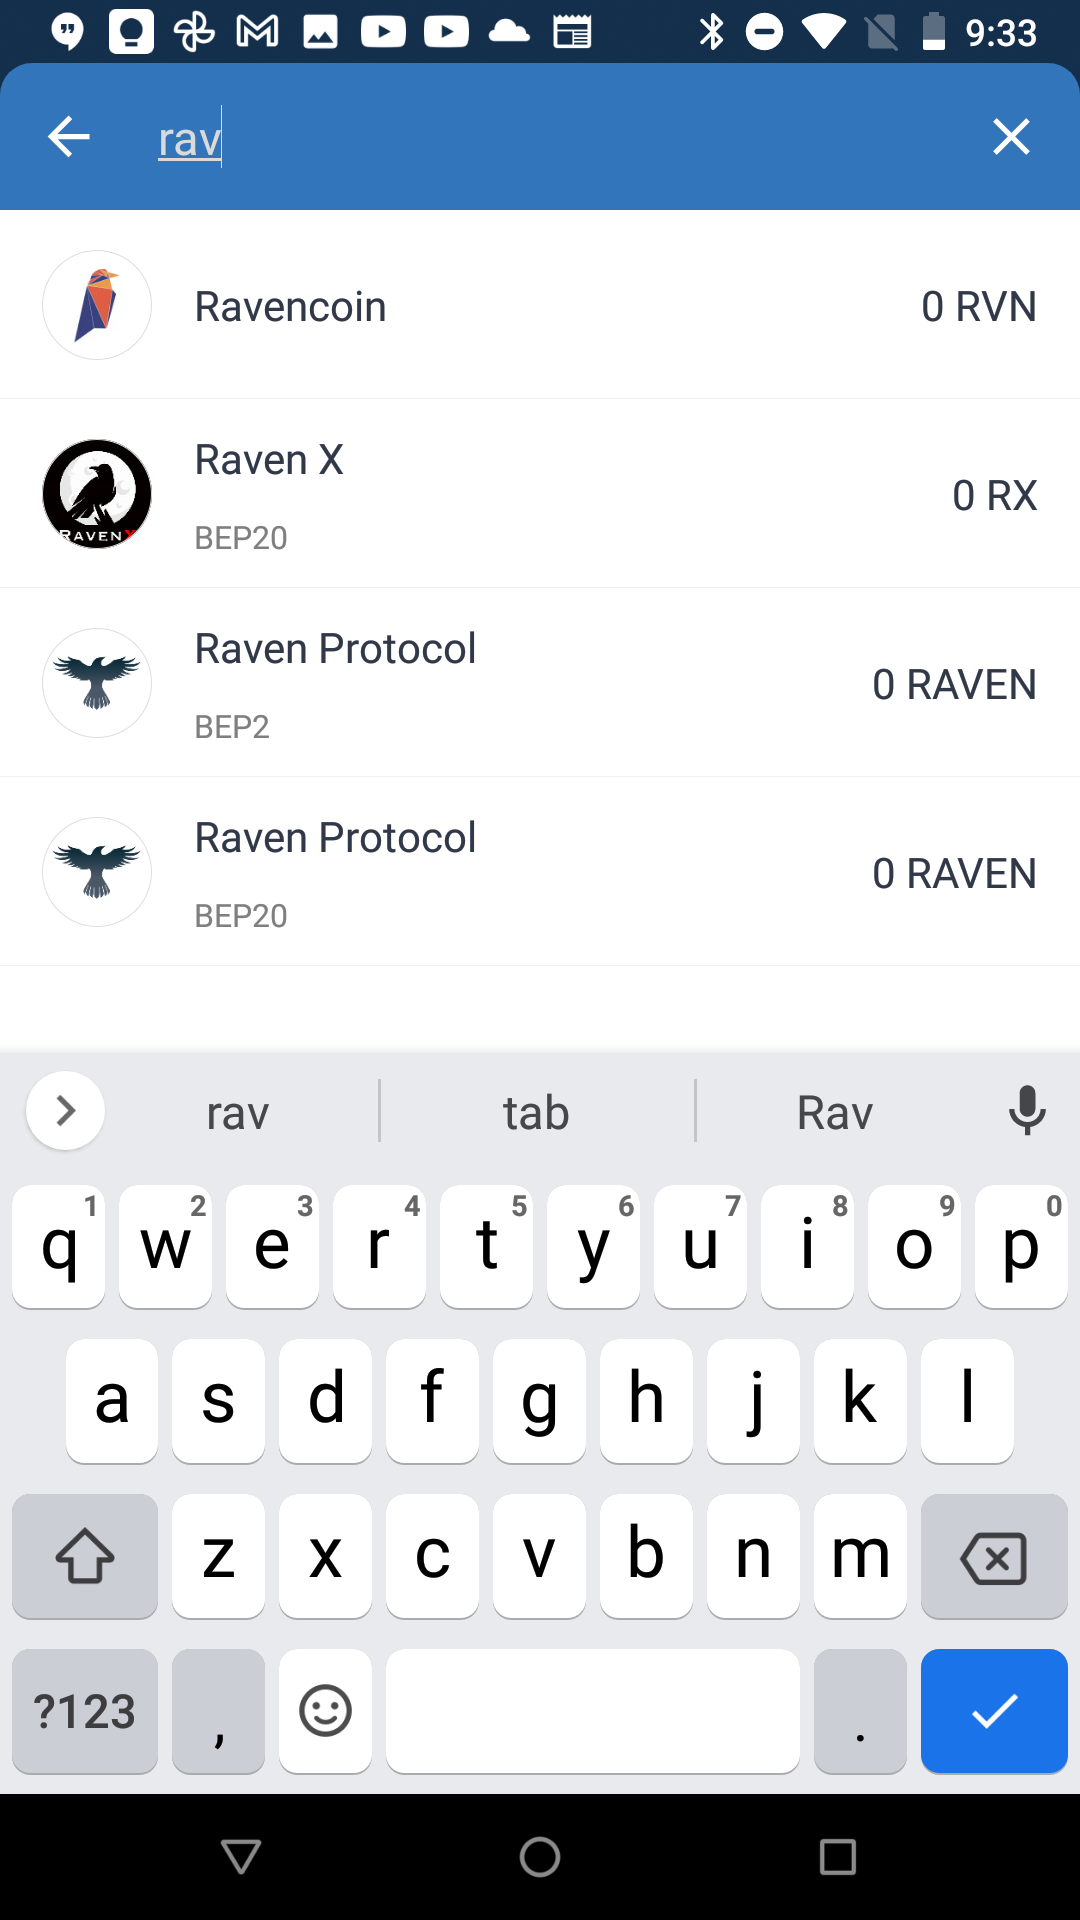 9:33
rav
Ravencoin
0 RVN
Raven X
BEP20
0 RX
RAVENX
Raven Protocol
BEP2
0 RAVEN
Raven Protocol
BEP20
0 RAVEN
rav tab Rav
1 2 3 4 5 6 7 8 9 0
q w e r t y u i o p
a s d f g h j k l
z x c v b n m
?123 , .